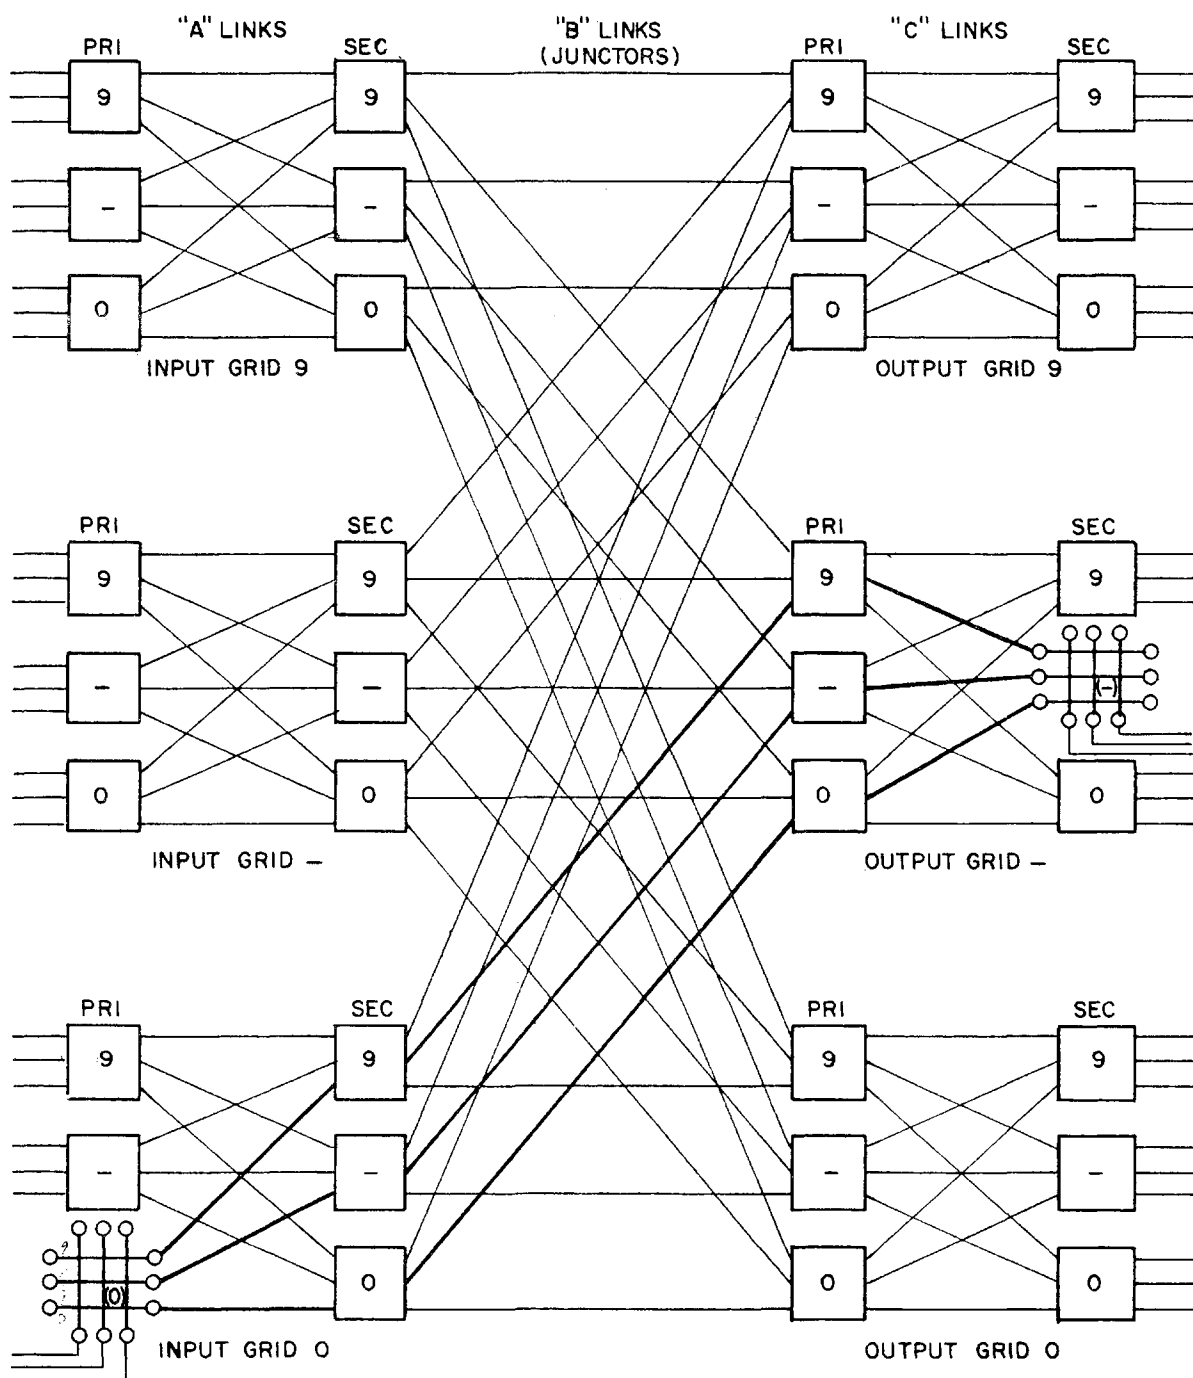 "A" LINKS "B" LINKS "C" LINKS
(JUNCTORS)
PRI SEC PRI SEC
9 9 9 9
– – – –
0 0 0 0
INPUT GRID 9 OUTPUT GRID 9
PRI SEC PRI SEC
9 9 9 9
– – – (–)
0 0 0 0
INPUT GRID – OUTPUT GRID –
PRI SEC PRI SEC
9 9 9 9
– – – –
(0) 0 0 0
INPUT GRID 0 OUTPUT GRID 0